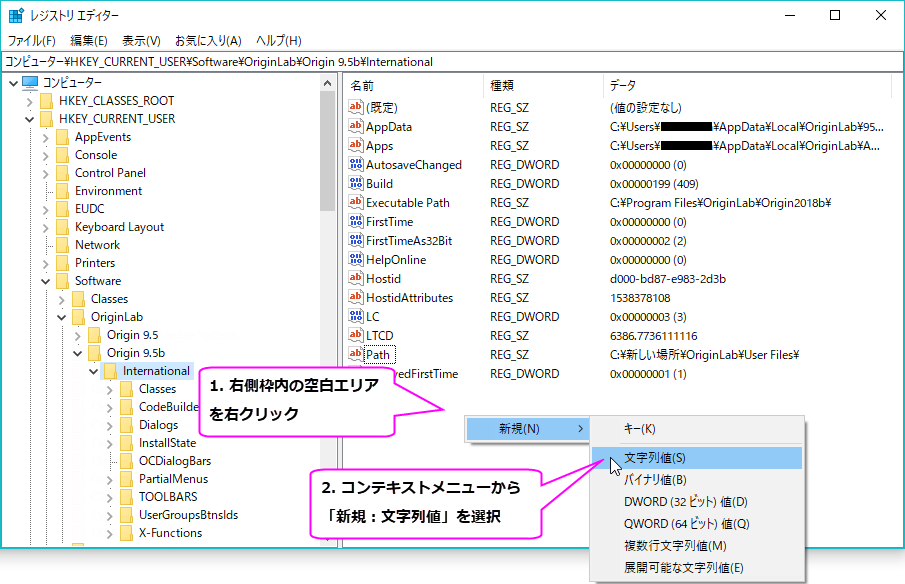 レジストリ エディター
ファイル(F) 編集(E) 表示(V) お気に入り(A) ヘルプ(H)
コンピューター¥HKEY_CURRENT_USER¥Software¥OriginLab¥Origin 9.5b¥International
コンピューター
HKEY_CLASSES_ROOT
HKEY_CURRENT_USER
AppEvents
Console
Control Panel
Environment
EUDC
Keyboard Layout
Network
Printers
Software
Classes
OriginLab
Origin 9.5
Origin 9.5b
International
Classes
CodeBuilde
Dialogs
InstallState
OCDialogBars
PartialMenus
TOOLBARS
UserGroupsBtnsIds
X-Functions
名前 種類 データ
(既定) REG_SZ (値の設定なし)
AppData REG_SZ C:¥Users¥ ¥AppData¥Local¥OriginLab¥95...
Apps REG_SZ C:¥Users¥ ¥AppData¥Local¥OriginLab¥A...
AutosaveChanged REG_DWORD 0x00000000 (0)
Build REG_DWORD 0x00000199 (409)
Executable Path REG_SZ C:¥Program Files¥OriginLab¥Origin2018b¥
FirstTime REG_DWORD 0x00000000 (0)
FirstTimeAs32Bit REG_DWORD 0x00000002 (2)
HelpOnline REG_DWORD 0x00000000 (0)
Hostid REG_SZ d000-bd87-e983-2d3b
HostidAttributes REG_SZ 1538378108
LC REG_DWORD 0x00000003 (3)
LTCD REG_SZ 6386.7736111116
Path REG_SZ C:¥新しい場所¥OriginLab¥User Files¥
yedFirstTime REG_DWORD 0x00000001 (1)
1. 右側枠内の空白エリア
を右クリック
新規(N)
キー(K)
文字列値(S)
バイナリ値(B)
DWORD (32 ビット) 値(D)
QWORD (64 ビット) 値(Q)
複数行文字列値(M)
展開可能な文字列値(E)
2. コンテキストメニューから
「新規：文字列値」を選択